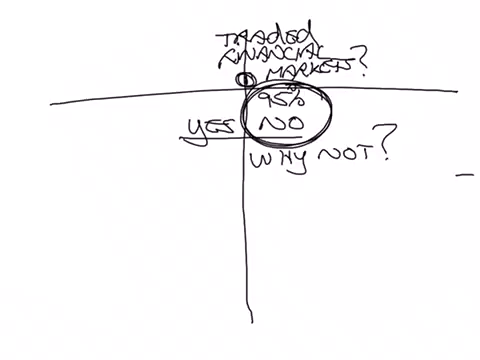 TRADED
FINANCIAL
MARKETS?
95%
YES NO
WHY NOT?